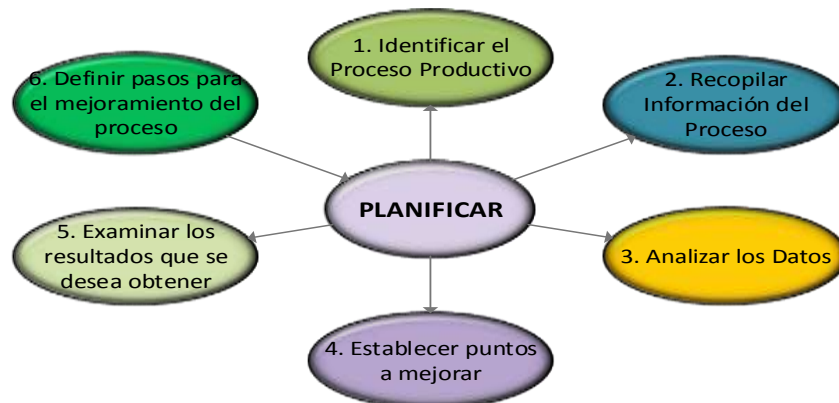 1. Identificar el
Proceso Productivo
2. Recopilar
Información del
Proceso
3. Analizar los Datos
4. Establecer puntos
a mejorar
5. Examinar los
resultados que se
desea obtener
6. Definir pasos para
el mejoramiento del
proceso
PLANIFICAR